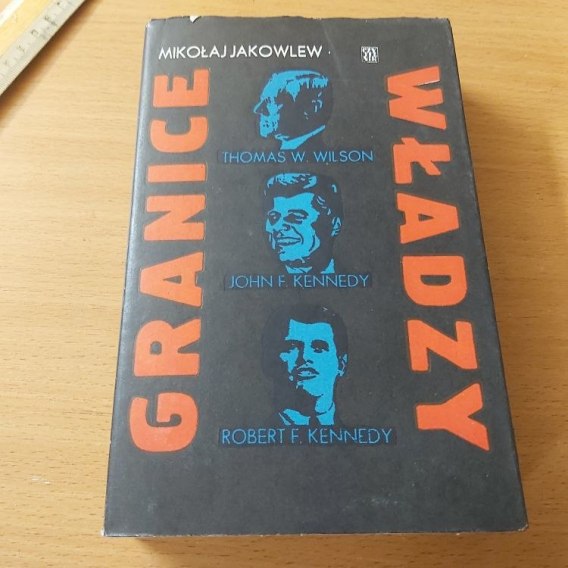 MIKOŁAJ JAKOWLEW
GRANICE
WŁADZY
THOMAS W. WILSON
JOHN F. KENNEDY
ROBERT F. KENNEDY